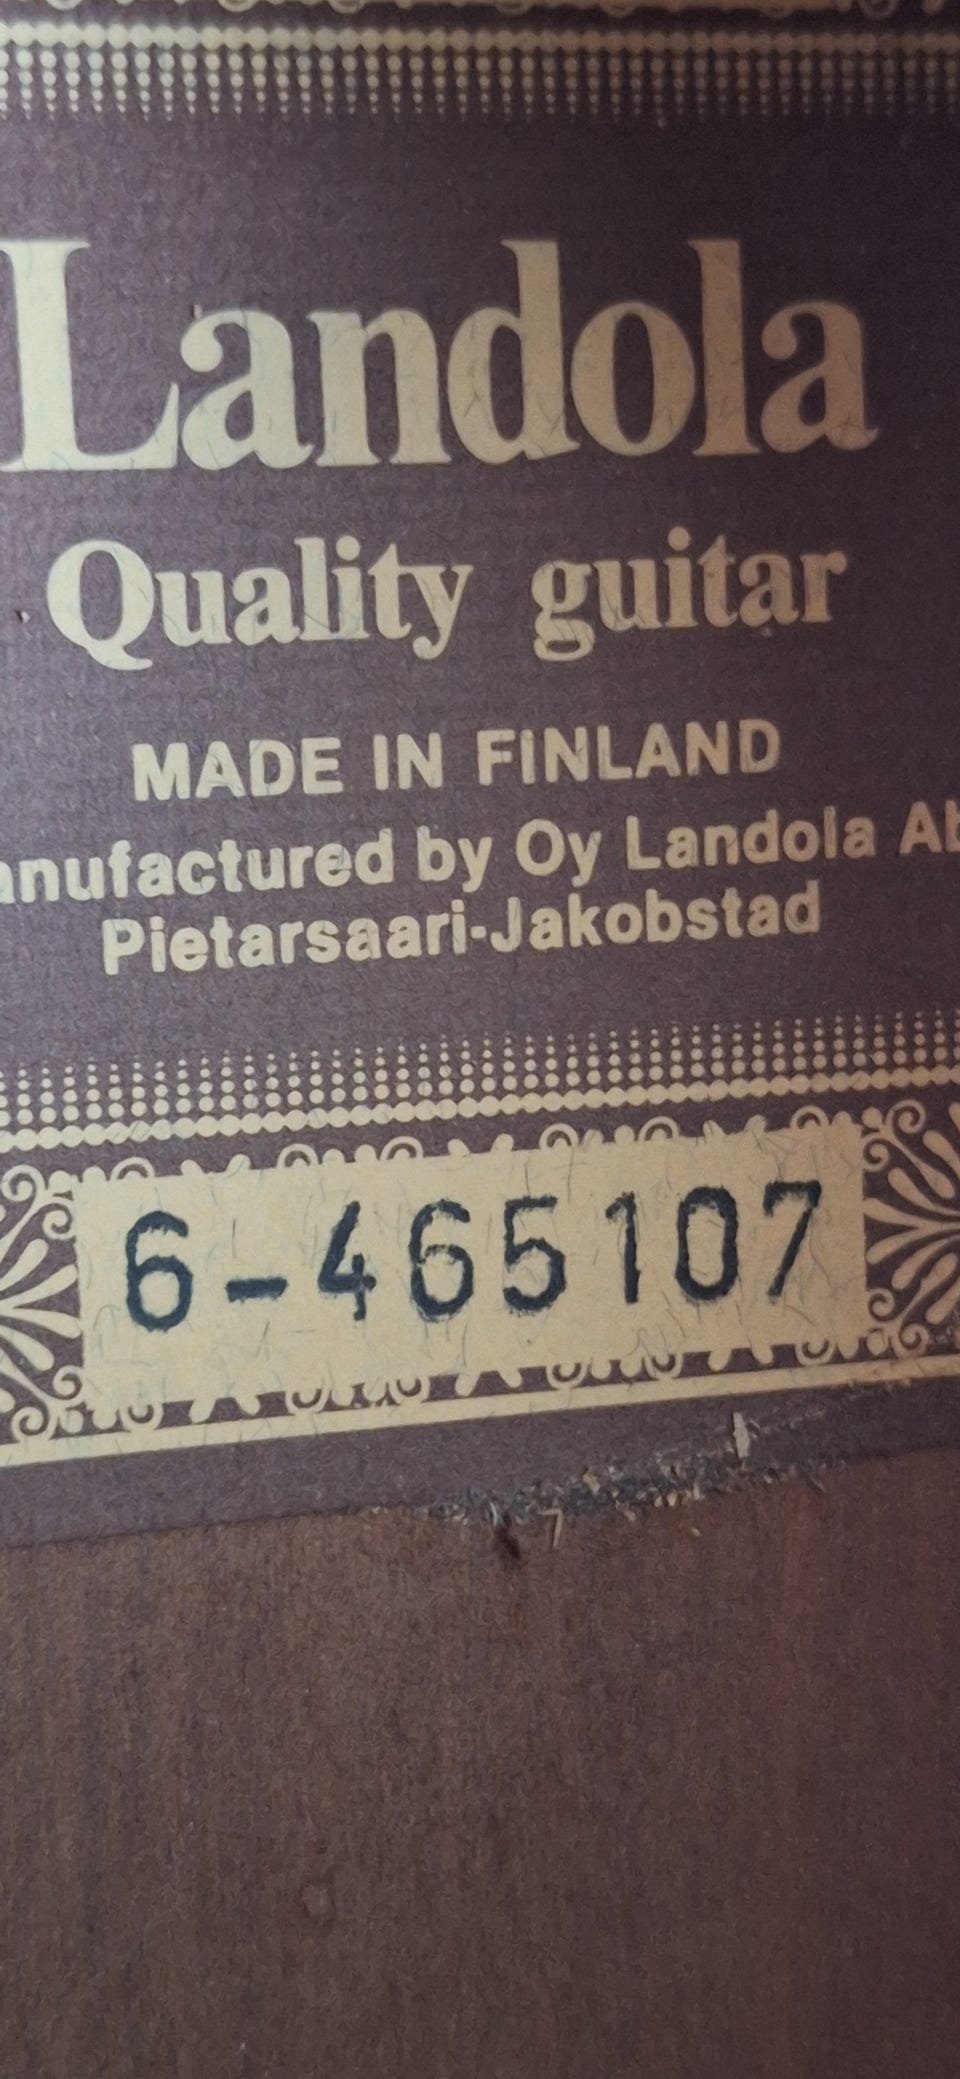 Landola
Quality guitar
MADE IN FINLAND
anufactured by Oy Landola Ab
Pietarsaari-Jakobstad
6-465107